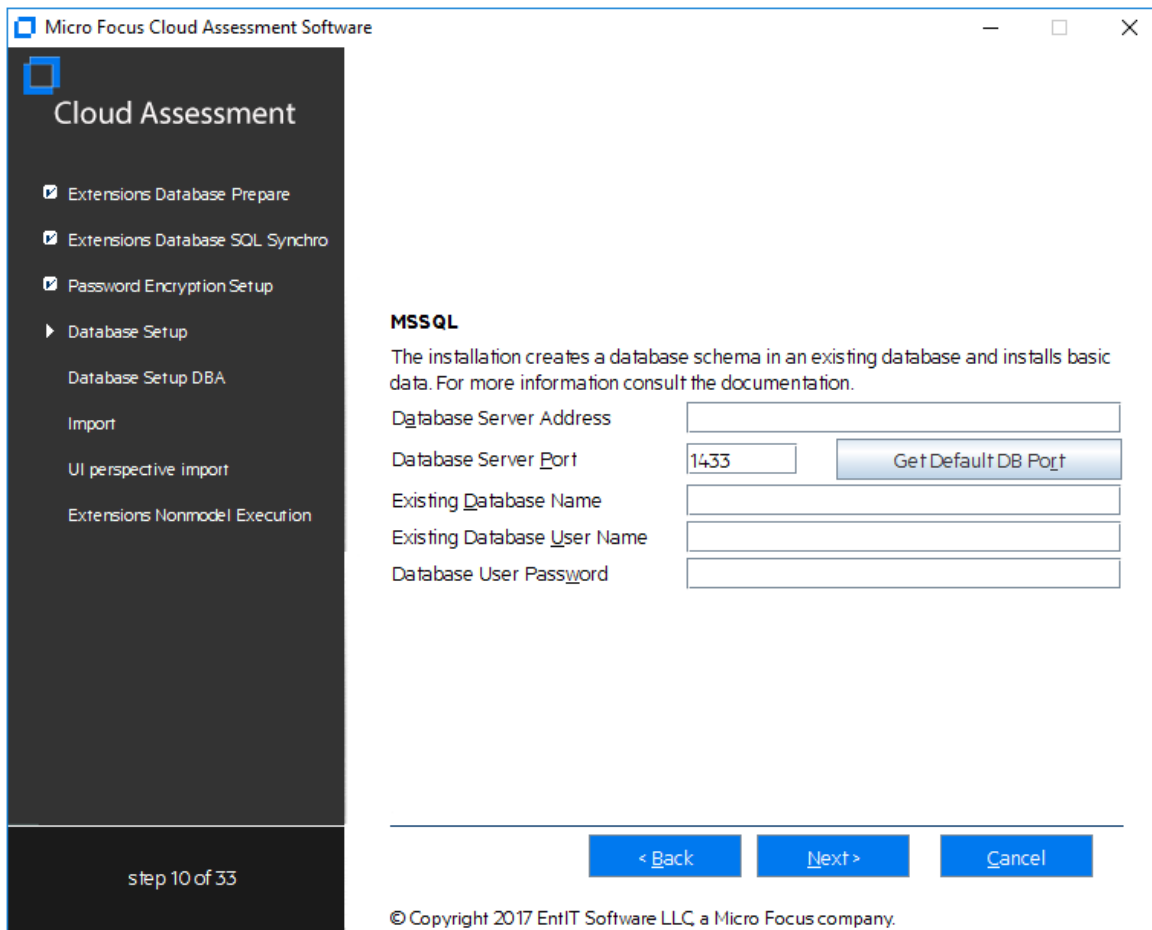 Micro Focus Cloud Assessment Software
Cloud Assessment
Extensions Database Prepare
Extensions Database SQL Synchro
Password Encryption Setup
Database Setup
Database Setup DBA
Import
UI perspective import
Extensions Nonmodel Execution
step 10 of 33
MSSQL
The installation creates a database schema in an existing database and installs basic
data. For more information consult the documentation.
Database Server Address
Database Server Port 1433 Get Default DB Port
Existing Database Name
Existing Database User Name
Database User Password
< Back Next > Cancel
© Copyright 2017 EntIT Software LLC, a Micro Focus company.